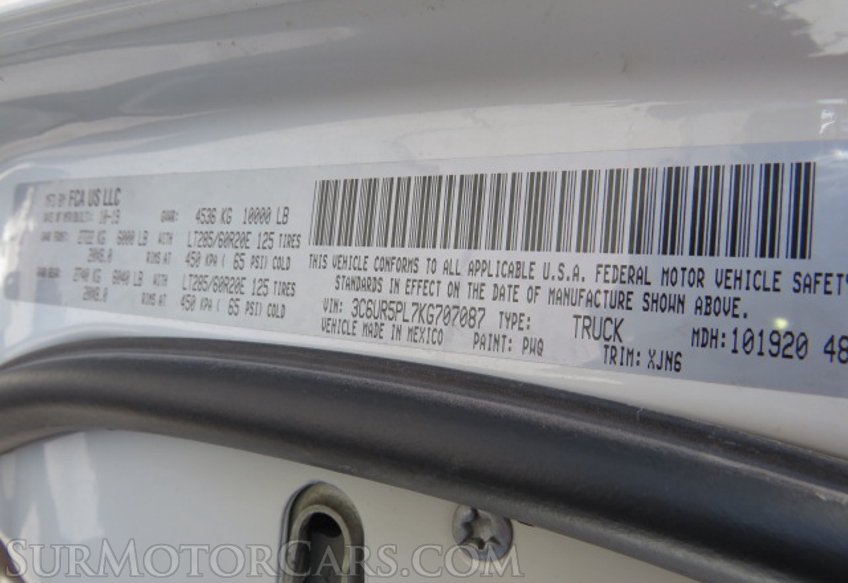 MFD BY: FCA US LLC
DATE OF MFR(BUILT): 10-19 GVWR: 4536 KG 10000 LB
GAWR FRONT: 2722 KG 6000 LB WITH LT285/60R20E 125 TIRES
20X8.0 RIMS AT 450 KPA ( 65 PSI) COLD
GAWR REAR: 2740 KG 6040 LB WITH LT285/60R20E 125 TIRES
20X8.0 RIMS AT 450 KPA ( 65 PSI) COLD
THIS VEHICLE CONFORMS TO ALL APPLICABLE U.S.A. FEDERAL MOTOR VEHICLE SAFETY
STANDARDS IN EFFECT ON THE DATE OF MANUFACTURE SHOWN ABOVE.
VIN: 3C6UR5PL7KG707087 TYPE: TRUCK MDH: 101920 48
VEHICLE MADE IN MEXICO PAINT: PWQ TRIM: XJN6
SURMOTORCARS.COM